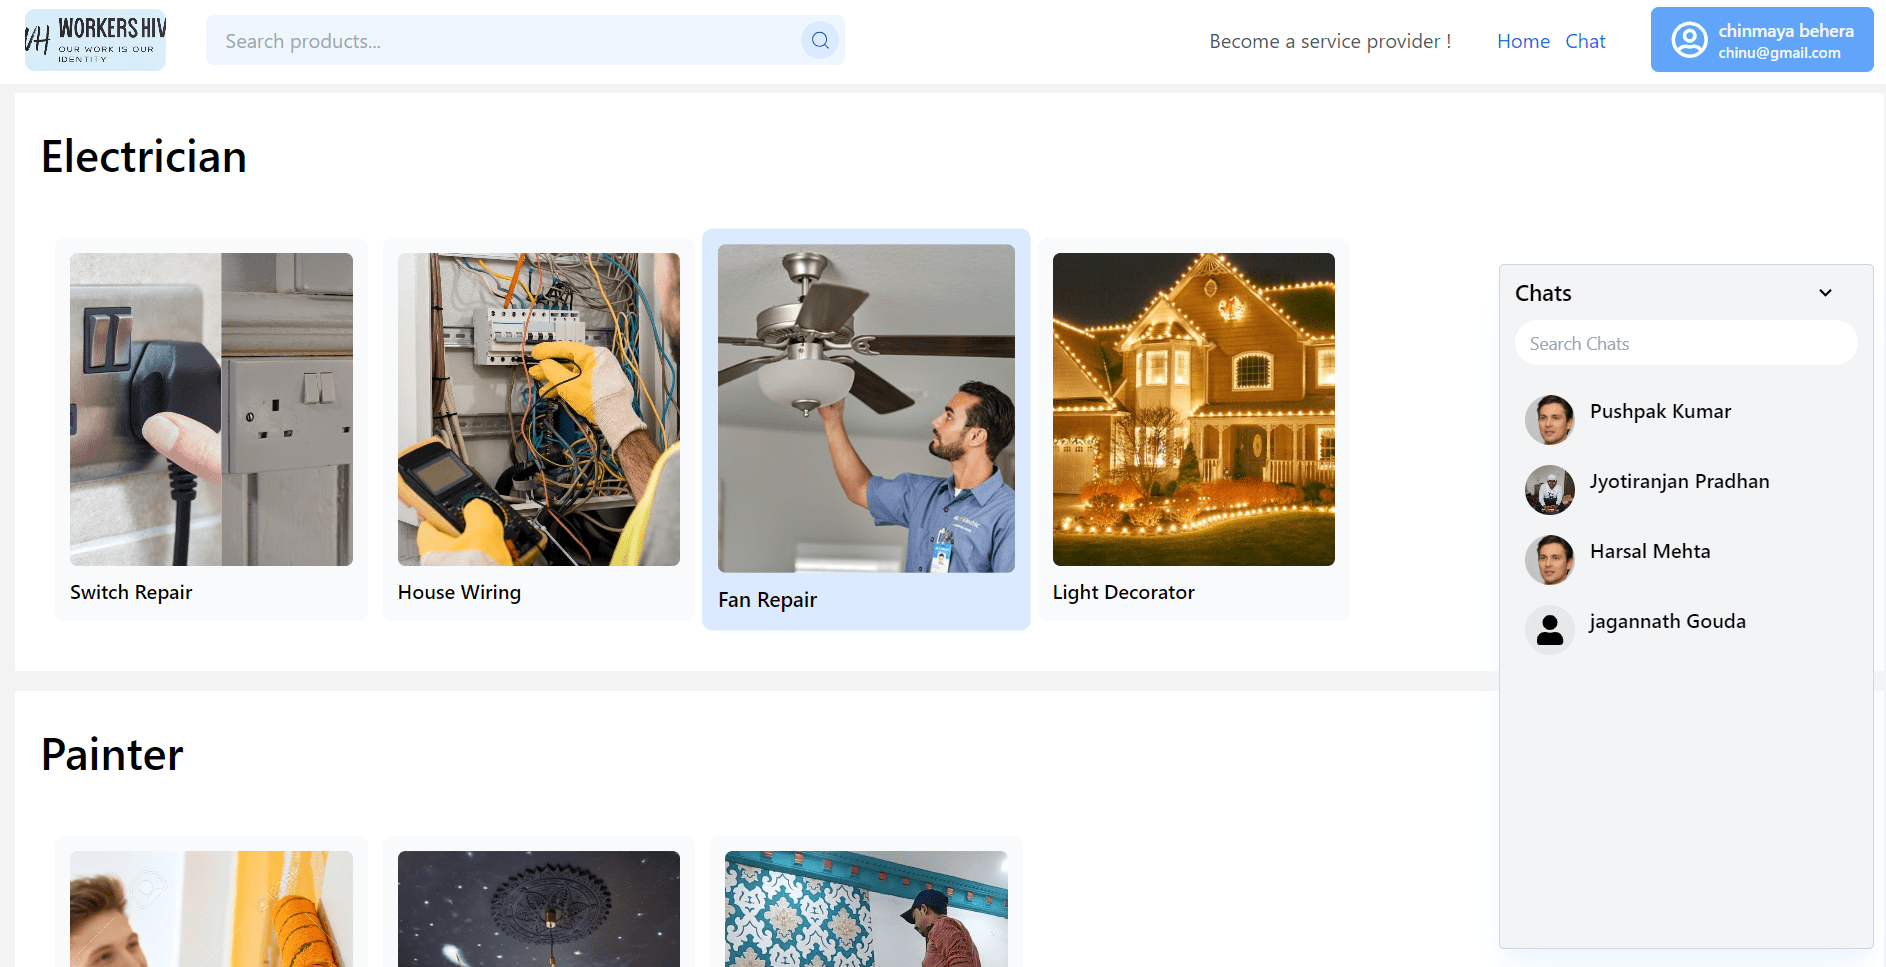 WORKERS HIV
OUR WORK IS OUR
IDENTITY
Search products...
Become a service provider !
Home
Chat
chinmaya behera
chinu@gmail.com
Electrician
Switch Repair
House Wiring
Fan Repair
Light Decorator
Chats
Search Chats
Pushpak Kumar
Jyotiranjan Pradhan
Harsal Mehta
jagannath Gouda
Painter